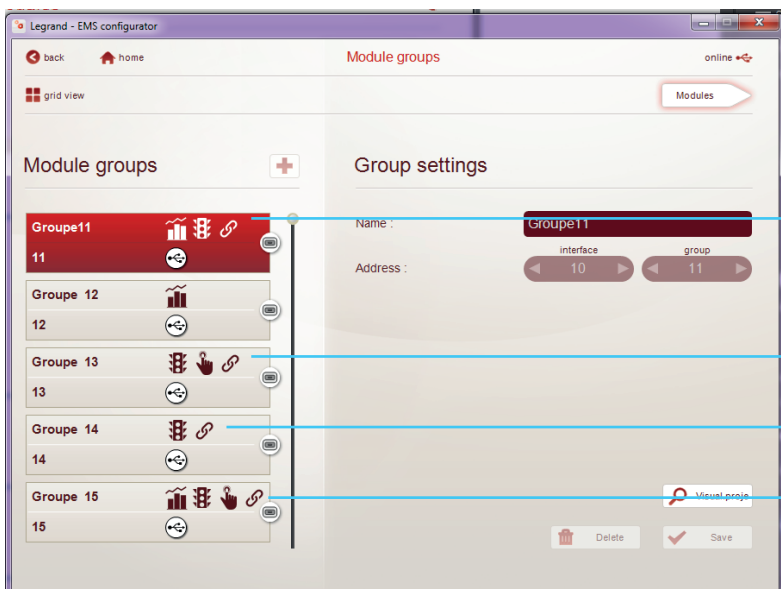 Legrand - EMS configurator
back
home
Module groups
online
grid view
Modules
Module groups
Group settings
Groupe11
11
Groupe 12
12
Groupe 13
13
Groupe 14
14
Groupe 15
15
Name :
Groupe11
interface
group
Address :
10
11
Visual proje
Delete
Save